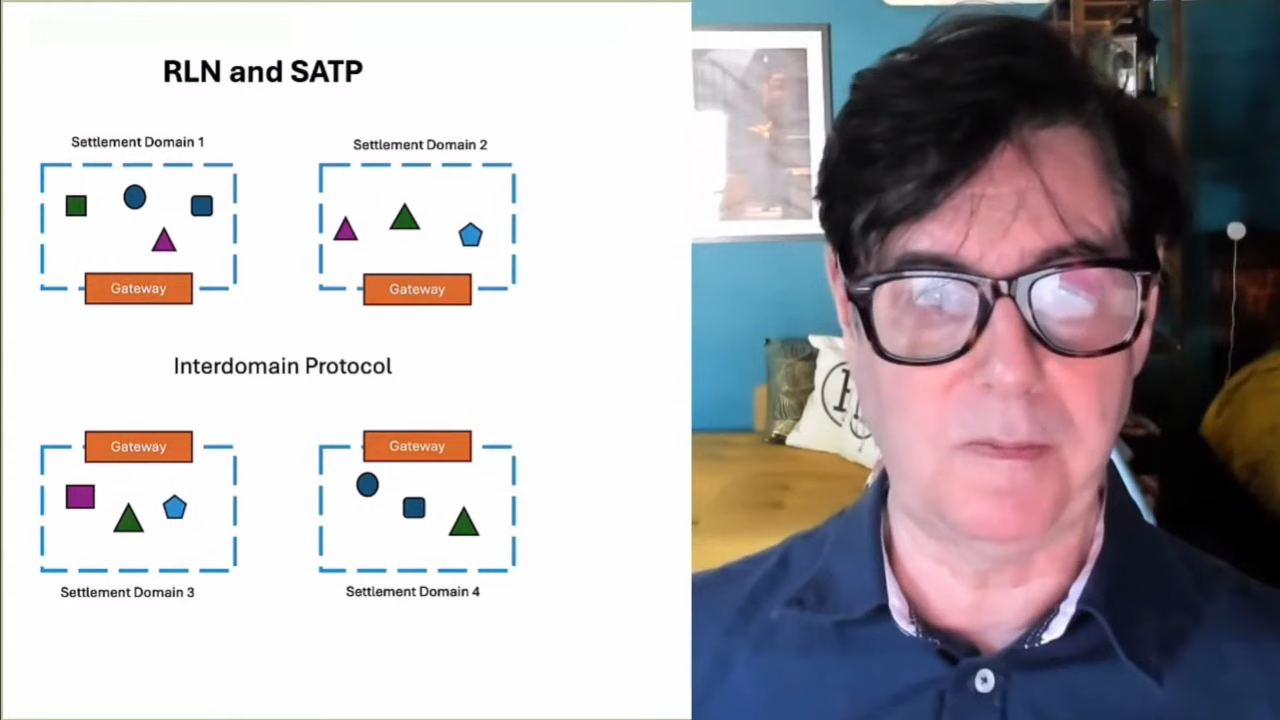 RLN and SATP
Settlement Domain 1
Settlement Domain 2
Gateway
Gateway
Interdomain Protocol
Gateway
Gateway
Settlement Domain 3
Settlement Domain 4